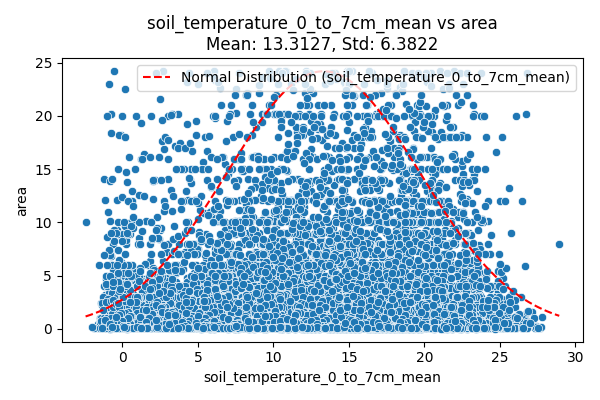 soil_temperature_0_to_7cm_mean vs area
Mean: 13.3127, Std: 6.3822
Normal Distribution (soil_temperature_0_to_7cm_mean)
25
20
15
10
5
0
area
0 5 10 15 20 25 30
soil_temperature_0_to_7cm_mean